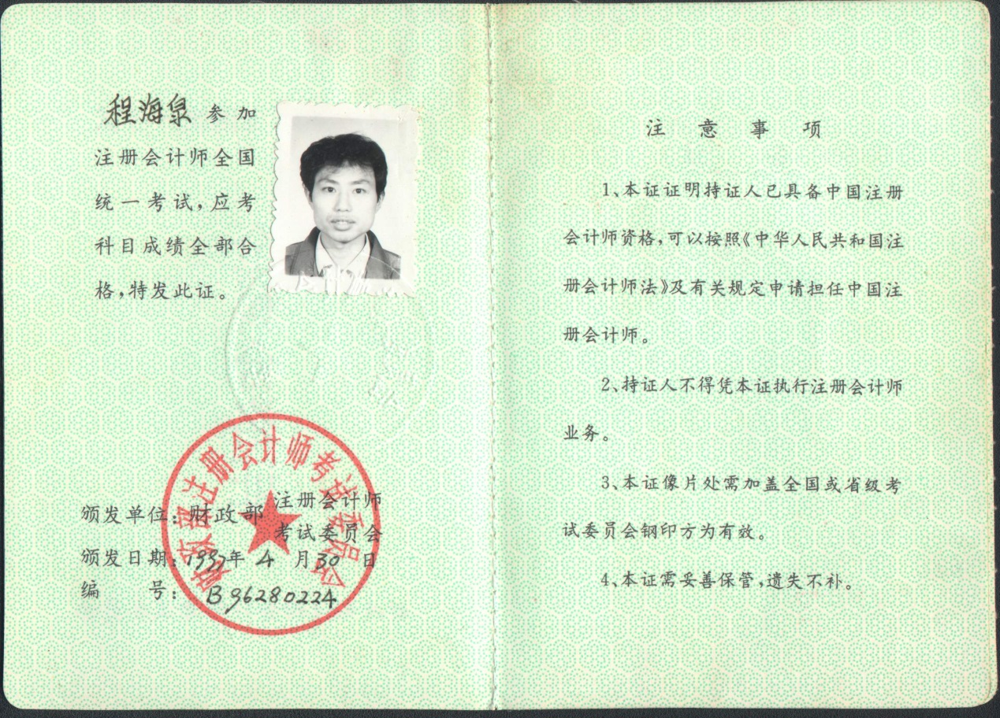 程海泉 参加
注册会计师全国
统一考试,应考
科目成绩全部合
格,特发此证。
财政部注册会计师考试委员会
颁发单位:财政部 注册会计师
考试委员会
颁发日期:1997年 4 月 30 日
编 号: B96280224
注意事项
1、本证证明持证人已具备中国注册
会计师资格,可以按照《中华人民共和国注
册会计师法》及有关规定申请担任中国注
册会计师。
2、持证人不得凭本证执行注册会计师
业务。
3、本证像片处需加盖全国或省级考
试委员会钢印方为有效。
4、本证需妥善保管,遗失不补。